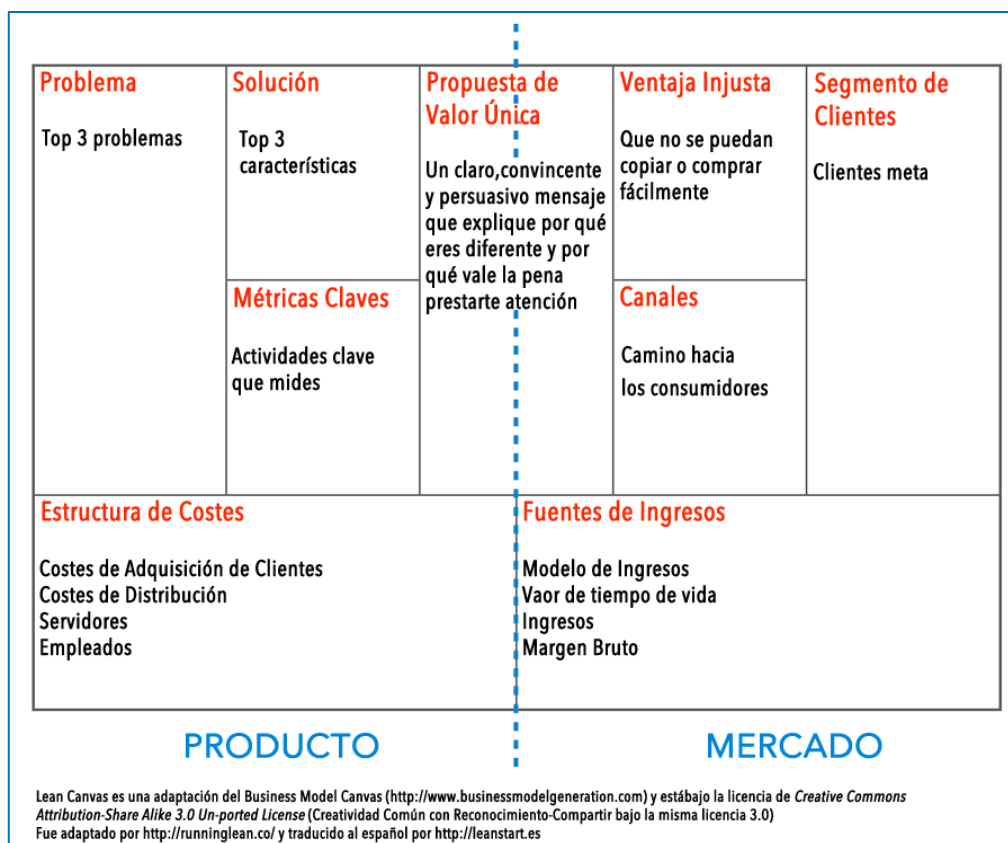 Problema
Top 3 problemas
Solución
Top 3
características
Métricas Claves
Actividades clave
que mides
Propuesta de
Valor Única
Un claro,convincente
y persuasivo mensaje
que explique por qué
eres diferente y por
qué vale la pena
prestarte atención
Ventaja Injusta
Que no se puedan
copiar o comprar
fácilmente
Canales
Camino hacia
los consumidores
Segmento de
Clientes
Clientes meta
Estructura de Costes
Costes de Adquisición de Clientes
Costes de Distribución
Servidores
Empleados
Fuentes de Ingresos
Modelo de Ingresos
Vaor de tiempo de vida
Ingresos
Margen Bruto
PRODUCTO
MERCADO
Lean Canvas es una adaptación del Business Model Canvas (http://www.businessmodelgeneration.com) y estábajo la licencia de Creative Commons
Attribution-Share Alike 3.0 Un-ported License (Creatividad Común con Reconocimiento-Compartir bajo la misma licencia 3.0)
Fue adaptado por http://runninglean.co/ y traducido al español por http://leanstart.es